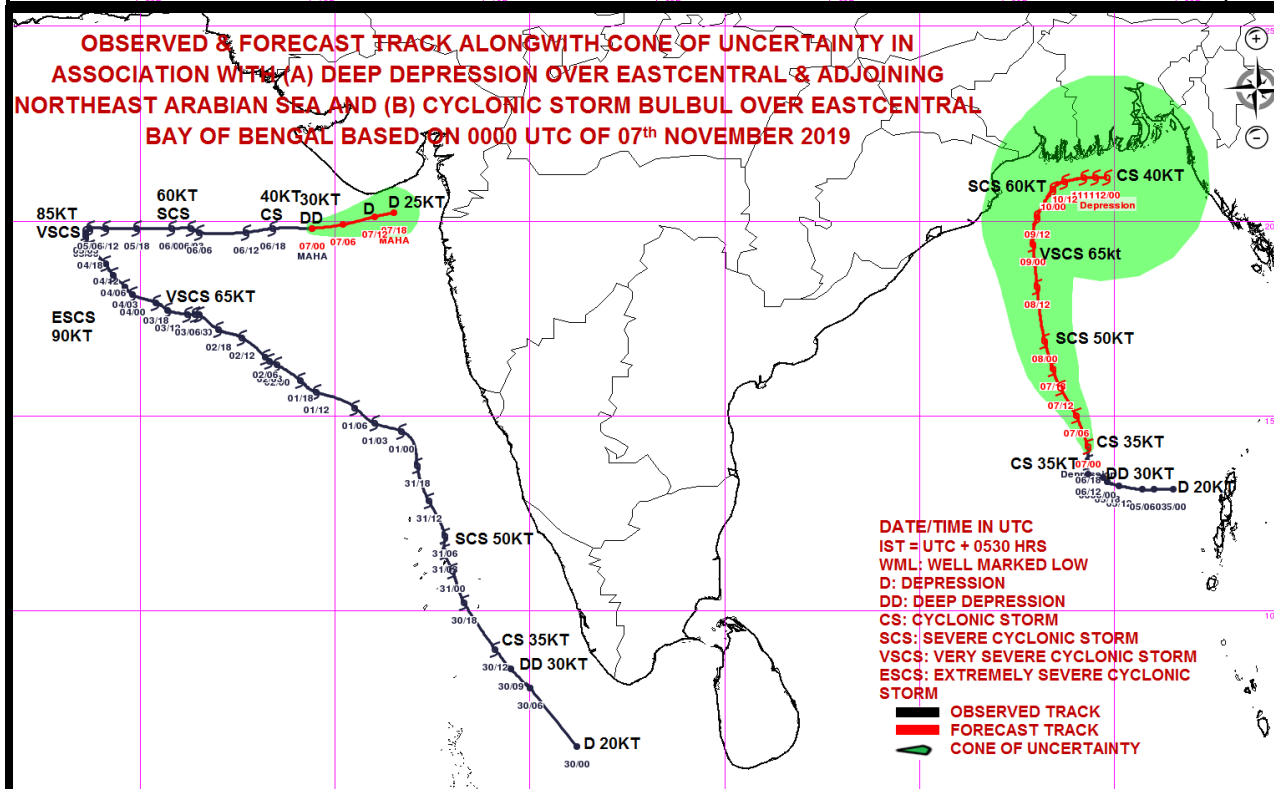 OBSERVED & FORECAST TRACK ALONGWITH CONE OF UNCERTAINTY IN
ASSOCIATION WITH (A) DEEP DEPRESSION OVER EASTCENTRAL & ADJOINING
NORTHEAST ARABIAN SEA AND (B) CYCLONIC STORM BULBUL OVER EASTCENTRAL
BAY OF BENGAL BASED ON 0000 UTC OF 07th NOVEMBER 2019
85KT
VSCS
60KT
SCS
40KT
CS
30KT
DD
D
D 25KT
05/12
05/18
06/06
06/12
06/18
07/00
MAHA
07/06
07/12
07/18
MAHA
04/18
04/12
04/06
04/03
04/00
ESCS
90KT
VSCS 65KT
03/18
03/12
03/06
02/18
02/12
02/06
01/18
01/12
01/06
01/03
01/00
31/18
31/12
SCS 50KT
31/06
31/00
30/18
CS 35KT
30/12
DD 30KT
30/09
30/06
D 20KT
30/00
SCS 60KT
CS 40KT
10/12
10/00
Depression
09/12
VSCS 65kt
09/00
08/12
SCS 50KT
08/00
07/12
07/06
CS 35KT
07/00
CS 35KT
06/18
06/12
DD 30KT
D 20KT
05/06
20
15
10
DATE/TIME IN UTC
IST = UTC + 0530 HRS
WML: WELL MARKED LOW
D: DEPRESSION
DD: DEEP DEPRESSION
CS: CYCLONIC STORM
SCS: SEVERE CYCLONIC STORM
VSCS: VERY SEVERE CYCLONIC STORM
ESCS: EXTREMELY SEVERE CYCLONIC
STORM
OBSERVED TRACK
FORECAST TRACK
CONE OF UNCERTAINTY